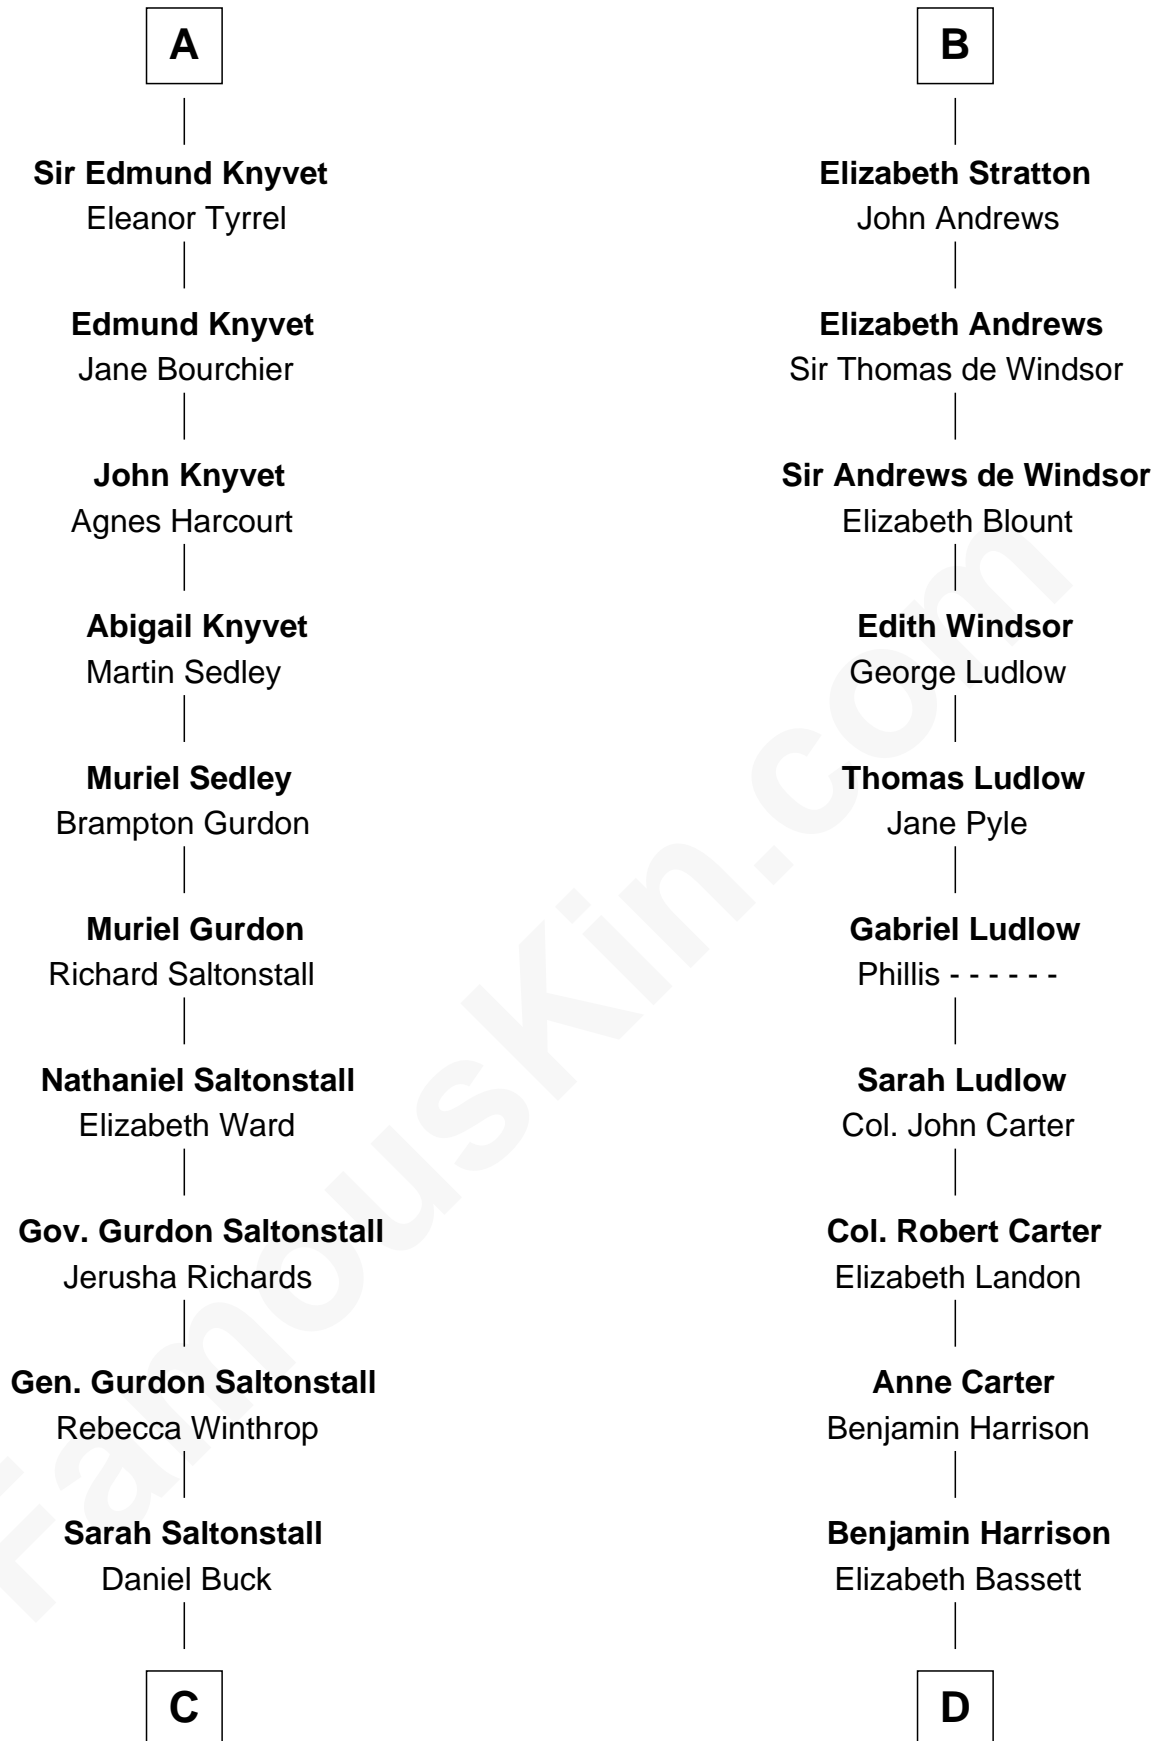 A
Sir Edmund Knyvet
Eleanor Tyrrel
Edmund Knyvet
Jane Bourchier
John Knyvet
Agnes Harcourt
Abigail Knyvet
Martin Sedley
Muriel Sedley
Brampton Gurdon
Muriel Gurdon
Richard Saltonstall
Nathaniel Saltonstall
Elizabeth Ward
Gov. Gurdon Saltonstall
Jerusha Richards
Gen. Gurdon Saltonstall
Rebecca Winthrop
Sarah Saltonstall
Daniel Buck
C
B
Elizabeth Stratton
John Andrews
Elizabeth Andrews
Sir Thomas de Windsor
Sir Andrews de Windsor
Elizabeth Blount
Edith Windsor
George Ludlow
Thomas Ludlow
Jane Pyle
Gabriel Ludlow
Phillis - - - - - -
Sarah Ludlow
Col. John Carter
Col. Robert Carter
Elizabeth Landon
Anne Carter
Benjamin Harrison
Benjamin Harrison
Elizabeth Bassett
D
FamousKin.com